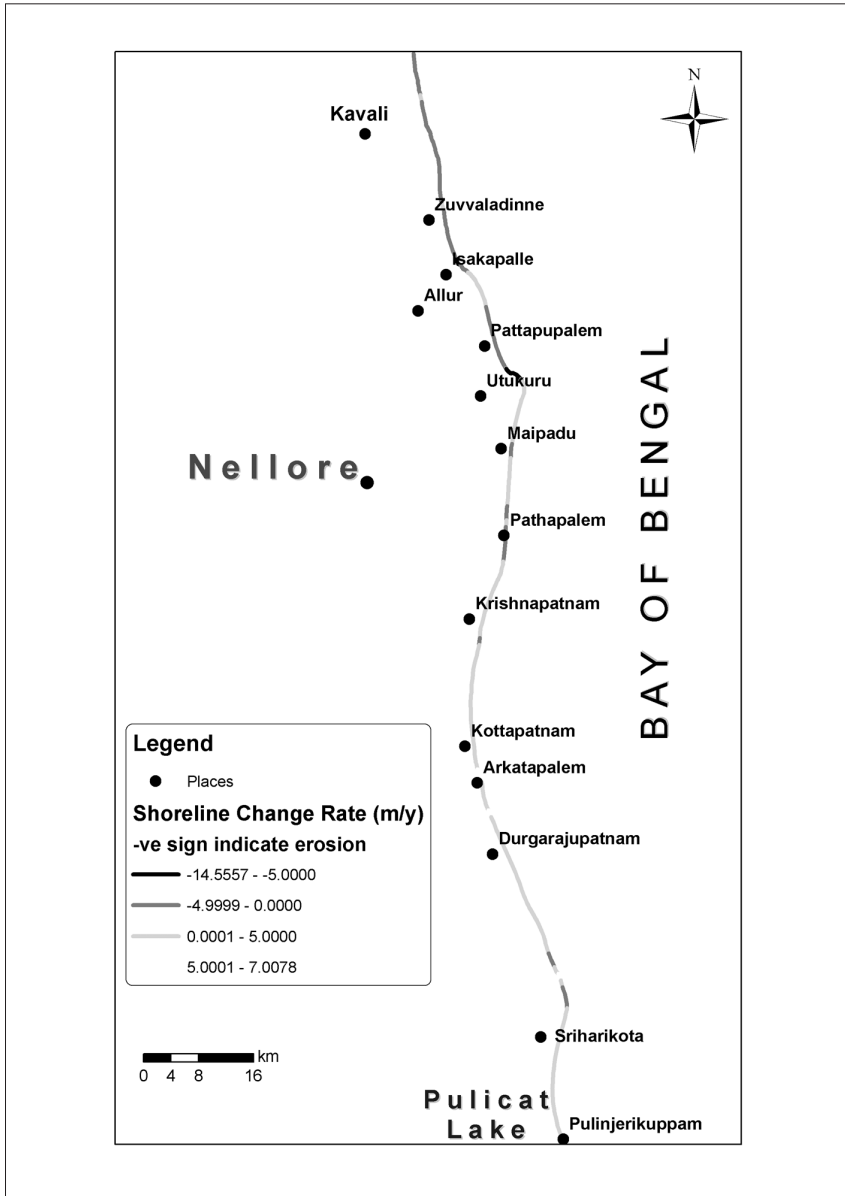 N
Kavali
Zuvvaladinne
Isakapalle
Allur
Pattapupalem
Utukuru
Maipadu
Nellore
Pathapalem
BAY OF BENGAL
Krishnapatnam
Kottapatnam
Arkatapalem
Durgarajupatnam
Legend
Places
Shoreline Change Rate (m/y)
-ve sign indicate erosion
-14.5557 - -5.0000
-4.9999 - 0.0000
0.0001 - 5.0000
5.0001 - 7.0078
Sriharikota
km
0 4 8 16
Pulicat
Lake
Pulinjerikuppam